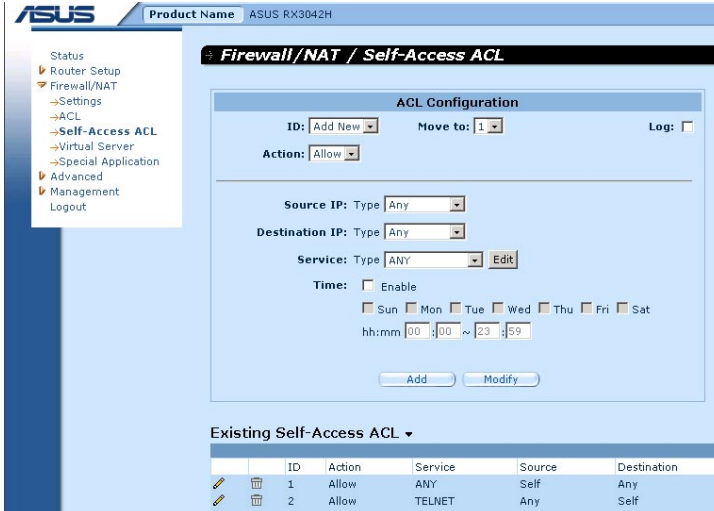 ASUS
Product Name ASUS RX3042H
Status
Router Setup
Firewall/NAT
→Settings
→ACL
→Self-Access ACL
→Virtual Server
→Special Application
Advanced
Management
Logout
Firewall/NAT / Self-Access ACL
ACL Configuration
ID: Add New Move to: 1 Log:
Action: Allow
Source IP: Type Any
Destination IP: Type Any
Service: Type ANY Edit
Time: Enable
Sun Mon Tue Wed Thu Fri Sat
hh:mm 00 : 00 ~ 23 : 59
Add Modify
Existing Self-Access ACL
ID Action Service Source Destination
1 Allow ANY Self Any
2 Allow TELNET Any Self